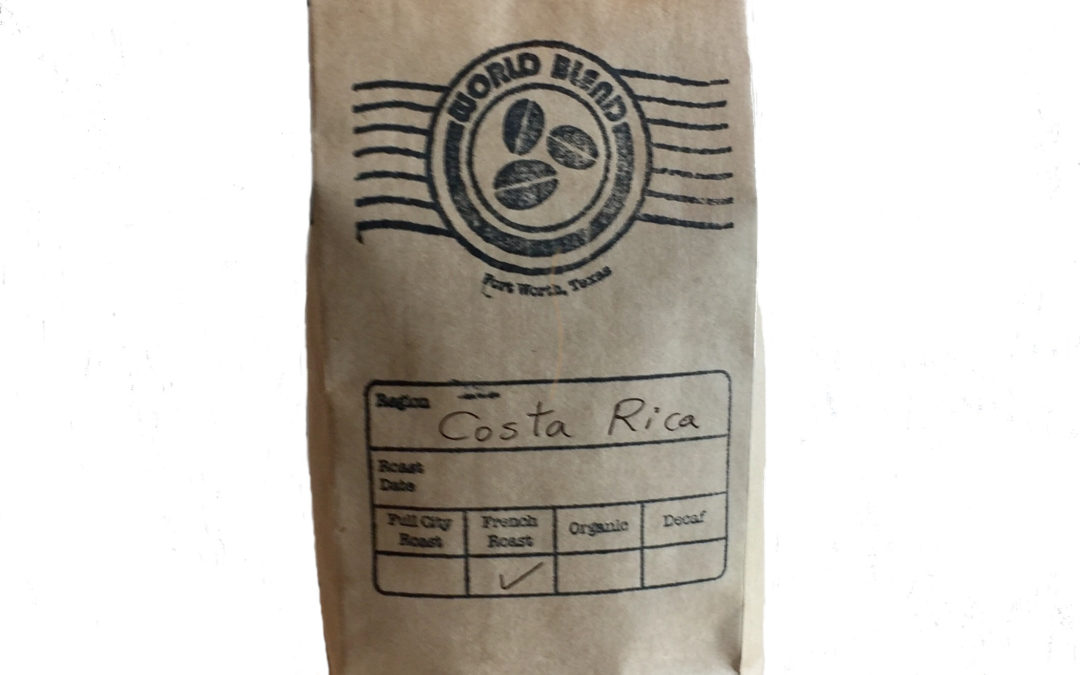 WORLD BLEND
Fort Worth, Texas
Region
Costa Rica
Roast
Date
Full City
Roast
French
Roast
Organic
Decaf